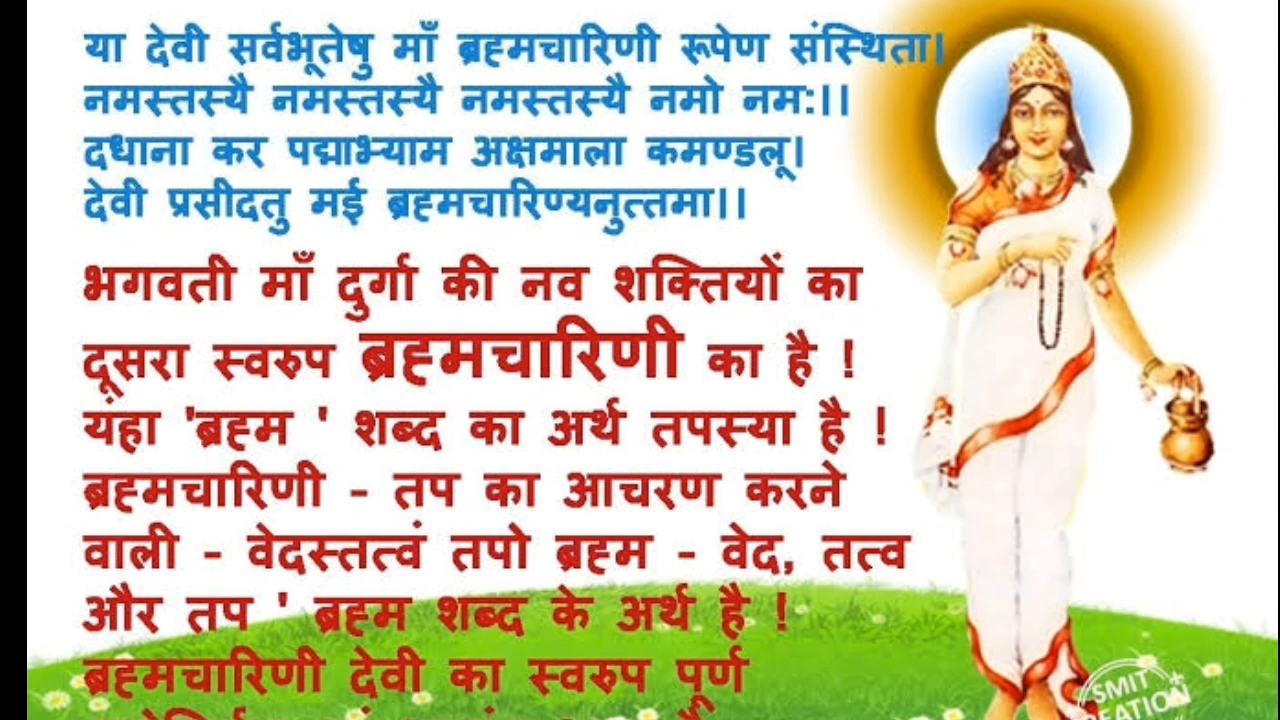 या देवी सर्वभूतेषु माँ ब्रह्मचारिणी रूपेण संस्थिता।
नमस्तस्यै नमस्तस्यै नमस्तस्यै नमो नम:।।
दधाना कर पद्माभ्याम अक्षमाला कमण्डलू।
देवी प्रसीदतु मई ब्रह्मचारिण्यनुत्तमा।।
भगवती माँ दुर्गा की नव शक्तियों का
दूसरा स्वरुप ब्रह्मचारिणी का है !
यंहा 'ब्रह्म ' शब्द का अर्थ तपस्या है !
ब्रह्मचारिणी - तप का आचरण करने
वाली - वेदस्तत्वं तपो ब्रह्म - वेद, तत्व
और तप ' ब्रह्म शब्द के अर्थ है !
ब्रह्मचारिणी देवी का स्वरुप पूर्ण
SMIT
CREATION